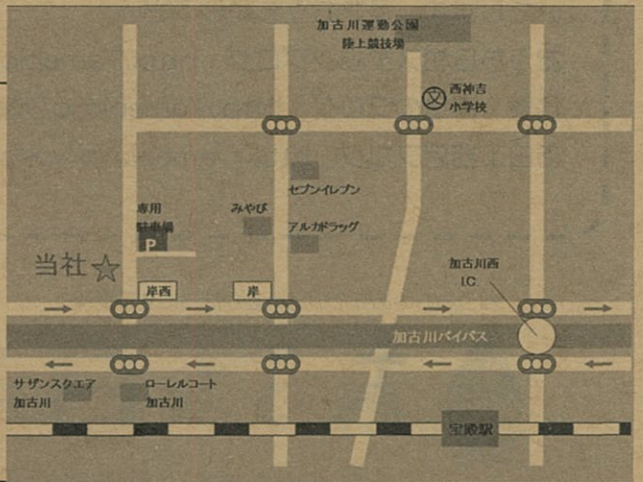 加古川運動公園
陸上競技場
西神吉
小学校
セブンイレブン
専用
駐車場
P
みやび
アルカドラッグ
当社☆
加古川西
I.C
岸西
岸
加古川バイパス
サザンスクエア
加古川
ローレルコート
加古川
宝殿駅